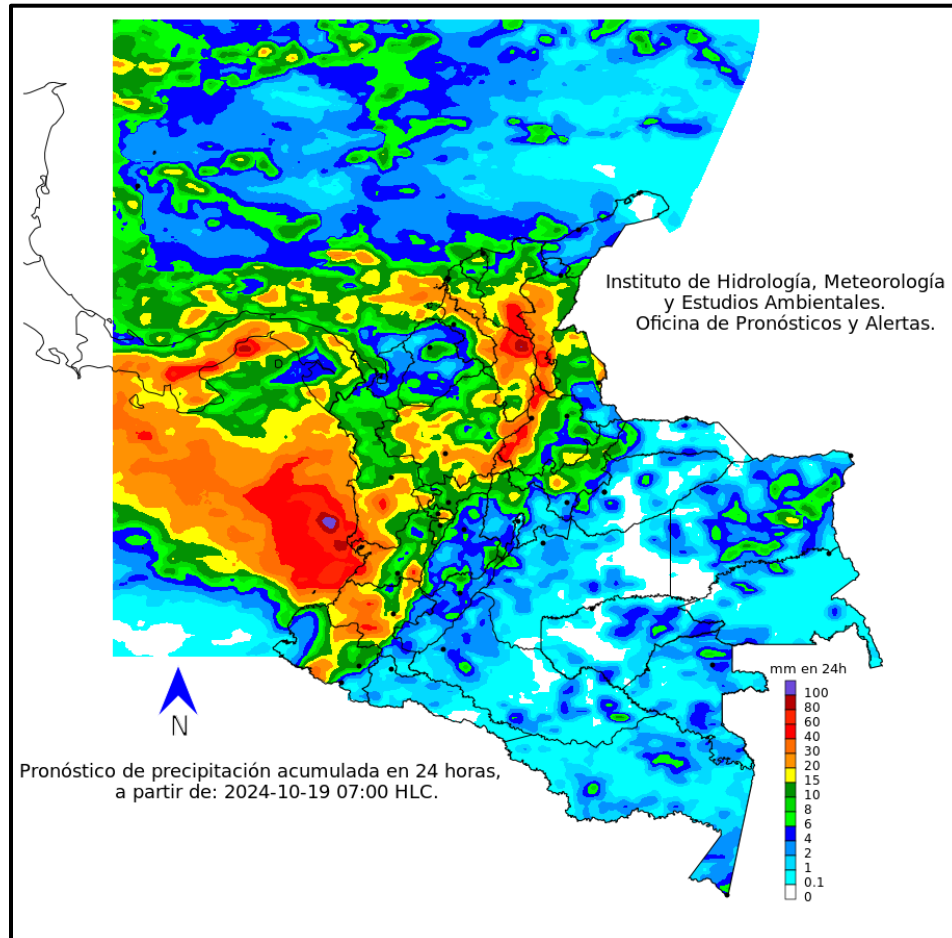 Instituto de Hidrología, Meteorología
y Estudios Ambientales.
Oficina de Pronósticos y Alertas.
mm en 24h
100
80
60
40
30
20
15
10
8
6
4
2
1
0.1
0
N
Pronóstico de precipitación acumulada en 24 horas,
a partir de: 2024-10-19 07:00 HLC.